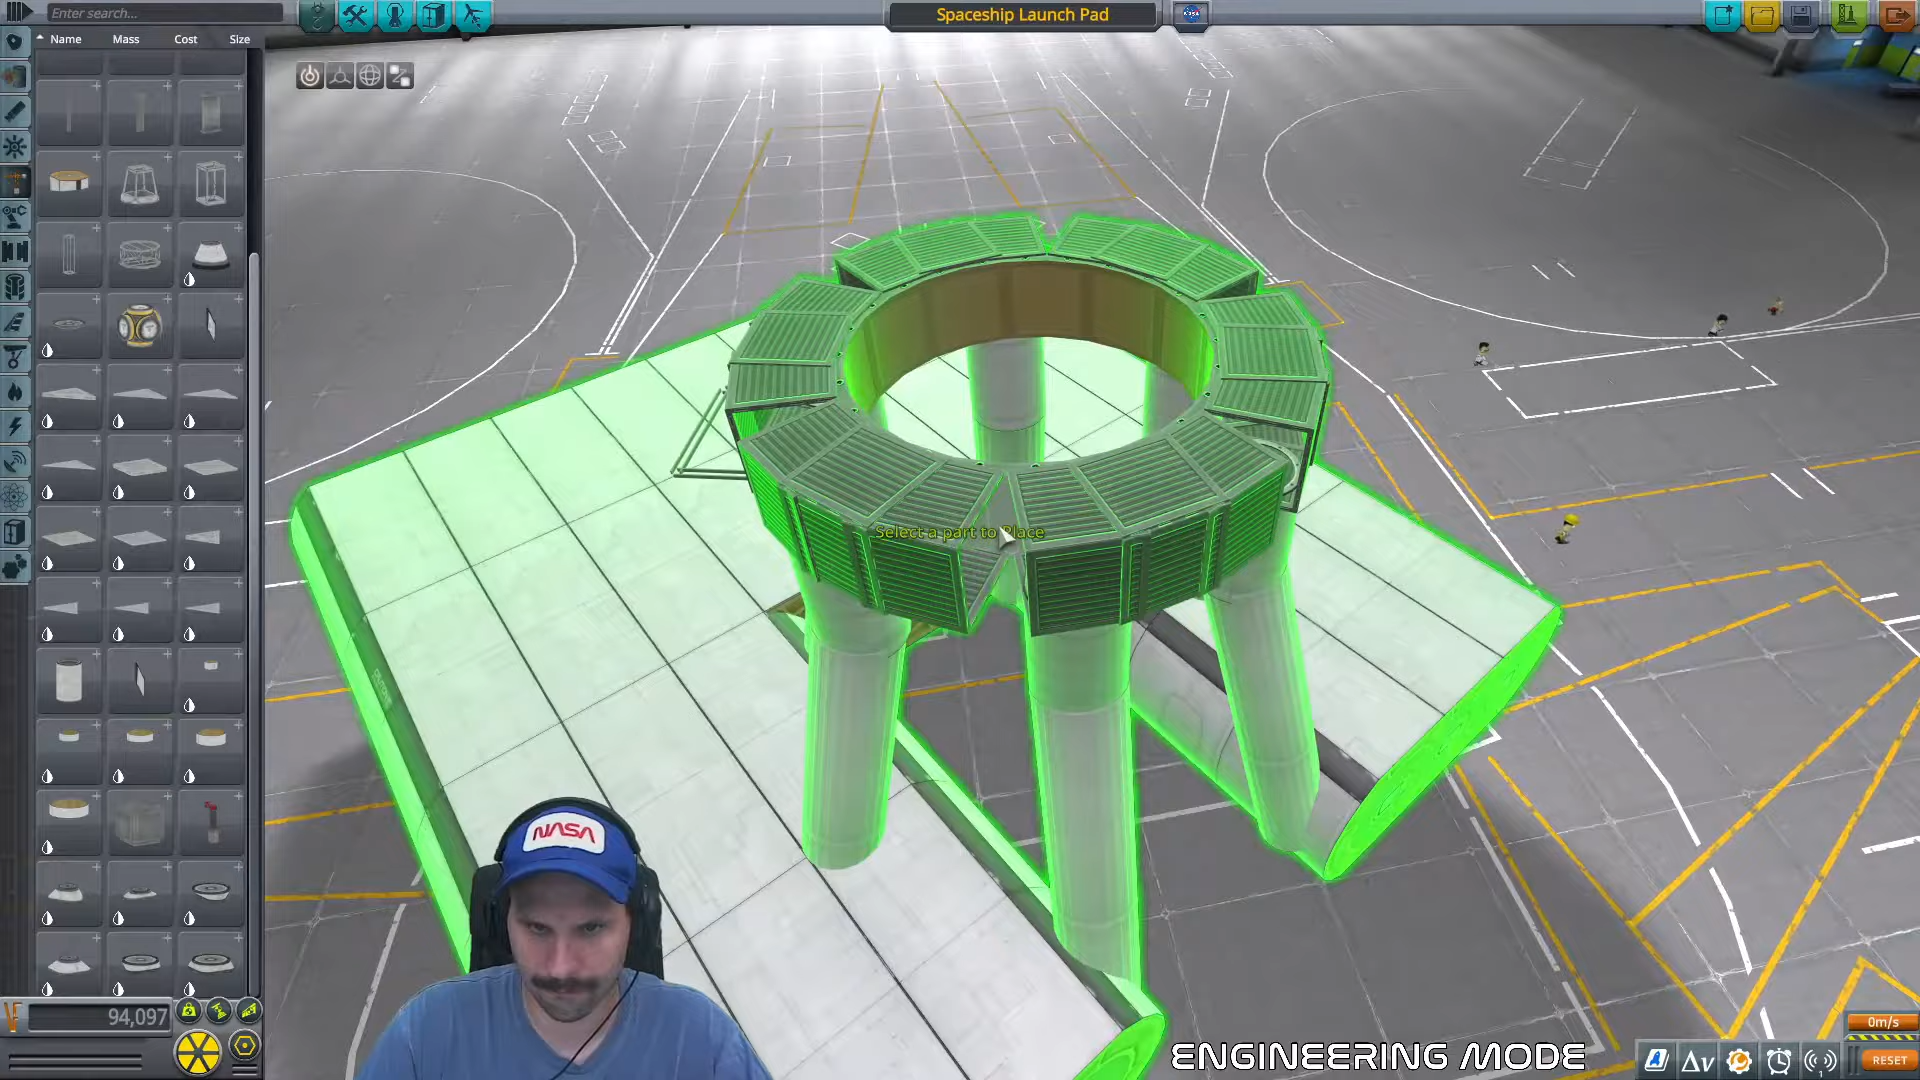 Enter search...
Spaceship Launch Pad
Name Mass Cost Size
Select a part to Place
NASA
94,097
0m/s
ENGINEERING MODE
Δv
RESET